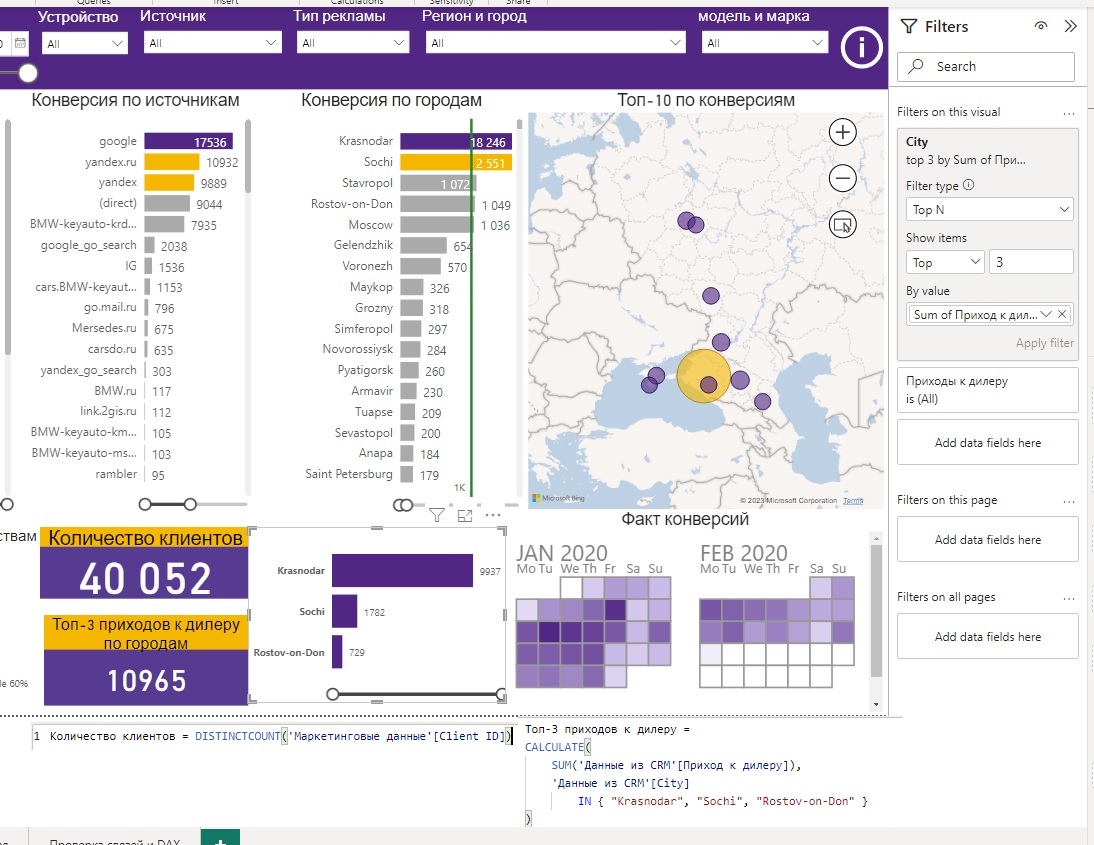 Queries Insert Calculations Sensitivity Share
Устройство Источник Тип рекламы Регион и город модель и марка
All All All All All
Конверсия по источникам
google 17536
yandex.ru 10932
yandex 9889
(direct) 9044
BMW-keyauto-krd... 7935
google_go_search 2038
IG 1536
cars.BMW-keyaut... 1153
go.mail.ru 796
Mersedes.ru 675
carsdo.ru 635
yandex_go_search 303
BMW.ru 117
link.2gis.ru 112
BMW-keyauto-km... 105
BMW-keyauto-ms... 103
rambler 95
Конверсия по городам
Krasnodar 18 246
Sochi 2 551
Stavropol 1 072
Rostov-on-Don 1 049
Moscow 1 036
Gelendzhik 654
Voronezh 570
Maykop 326
Grozny 318
Simferopol 297
Novorossiysk 284
Pyatigorsk 260
Armavir 230
Tuapse 209
Sevastopol 200
Anapa 184
Saint Petersburg 179
1K
Топ-10 по конверсиям
Microsoft Bing
© 2023 Microsoft Corporation Terms
ствам
Количество клиентов
40 052
Топ-3 приходов к дилеру
по городам
10965
60%
Krasnodar 9937
Sochi 1782
Rostov-on-Don 729
Факт конверсий
JAN 2020
Mo Tu We Th Fr Sa Su
FEB 2020
Mo Tu We Th Fr Sa Su
1 Количество клиентов = DISTINCTCOUNT('Маркетинговые данные'[Client ID])
Топ-3 приходов к дилеру =
CALCULATE(
SUM('Данные из CRM'[Приход к дилеру]),
'Данные из CRM'[City]
IN { "Krasnodar", "Sochi", "Rostov-on-Don" }
)
Проверка связей и DAX
Filters
Search
Filters on this visual
City
top 3 by Sum of При...
Filter type
Top N
Show items
Top 3
By value
Sum of Приход к дил...
Apply filter
Приходы к дилеру
is (All)
Add data fields here
Filters on this page
Add data fields here
Filters on all pages
Add data fields here